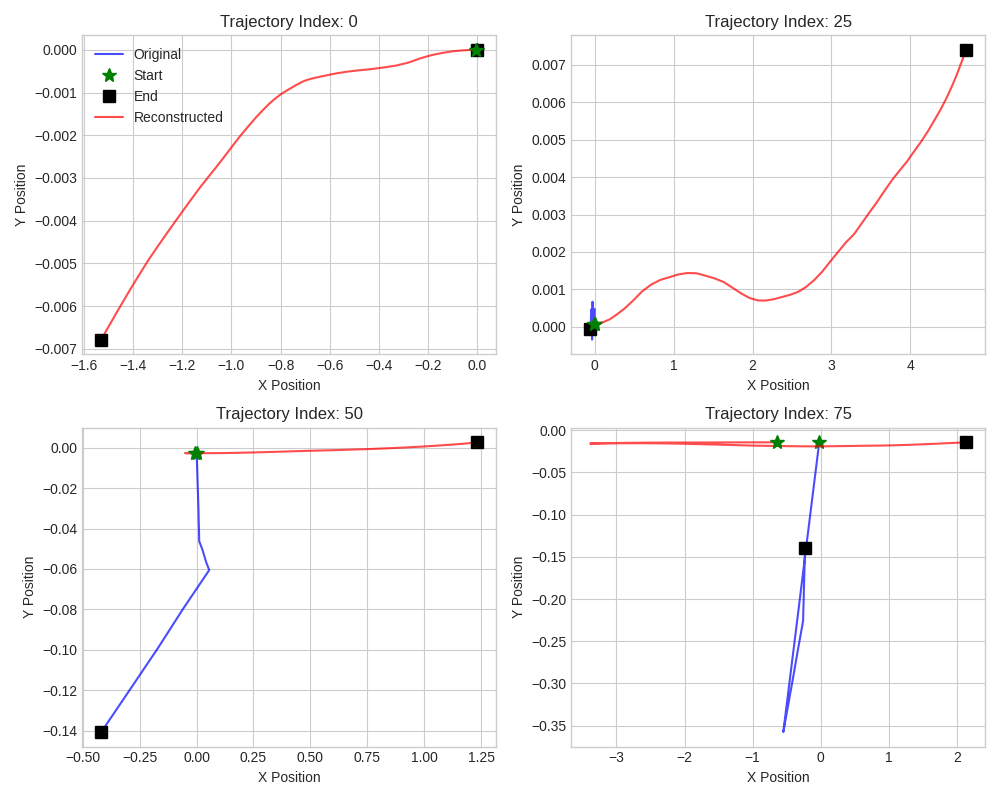 Trajectory Index: 0
0.000
−0.001
−0.002
−0.003
−0.004
−0.005
−0.006
−0.007
Y Position
Original
Start
End
Reconstructed
−1.6 −1.4 −1.2 −1.0 −0.8 −0.6 −0.4 −0.2 0.0
X Position
Trajectory Index: 25
0.007
0.006
0.005
0.004
0.003
0.002
0.001
0.000
Y Position
0 1 2 3 4
X Position
Trajectory Index: 50
0.00
−0.02
−0.04
−0.06
−0.08
−0.10
−0.12
−0.14
Y Position
−0.50 −0.25 0.00 0.25 0.50 0.75 1.00 1.25
X Position
Trajectory Index: 75
0.00
−0.05
−0.10
−0.15
−0.20
−0.25
−0.30
−0.35
Y Position
−3 −2 −1 0 1 2
X Position